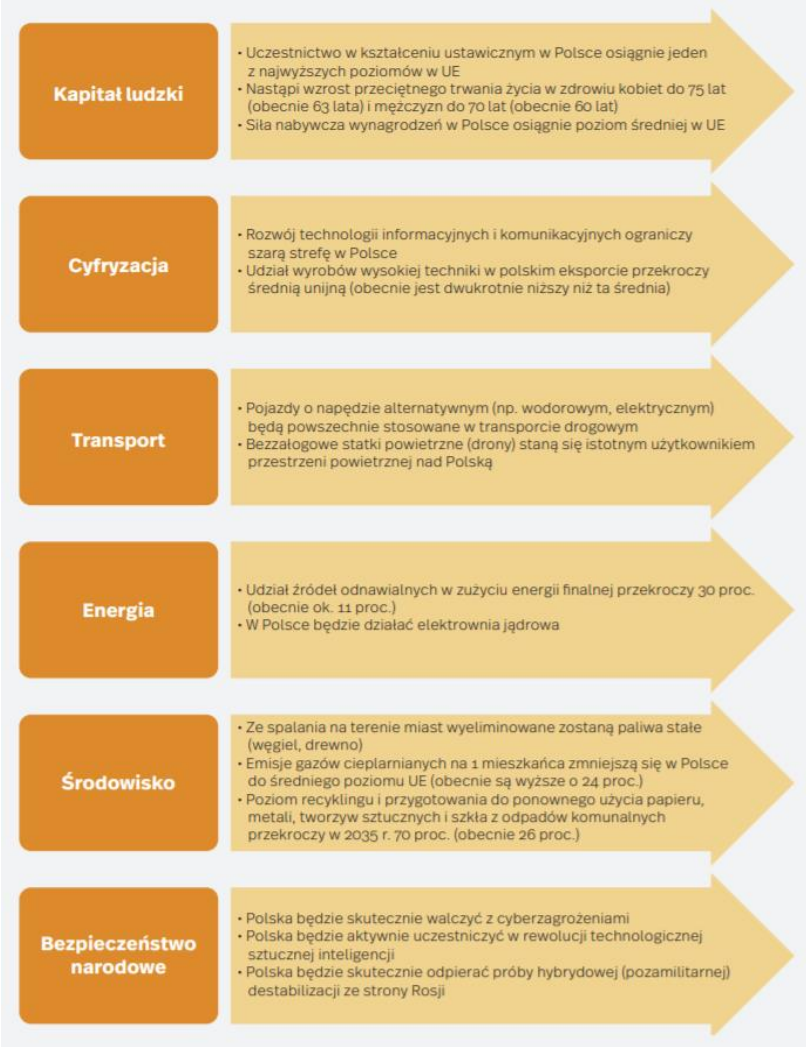 Kapitał ludzki
• Uczestnictwo w kształceniu ustawicznym w Polsce osiągnie jeden
z najwyższych poziomów w UE
• Nastąpi wzrost przeciętnego trwania życia w zdrowiu kobiet do 75 lat
(obecnie 63 lata) i mężczyzn do 70 lat (obecnie 60 lat)
• Siła nabywcza wynagrodzeń w Polsce osiągnie poziom średniej w UE
Cyfryzacja
• Rozwój technologii informacyjnych i komunikacyjnych ograniczy
szarą strefę w Polsce
• Udział wyrobów wysokiej techniki w polskim eksporcie przekroczy
średnią unijną (obecnie jest dwukrotnie niższy niż ta średnia)
Transport
• Pojazdy o napędzie alternatywnym (np. wodorowym, elektrycznym)
będą powszechnie stosowane w transporcie drogowym
• Bezzałogowe statki powietrzne (drony) staną się istotnym użytkownikiem
przestrzeni powietrznej nad Polską
Energia
• Udział źródeł odnawialnych w zużyciu energii finalnej przekroczy 30 proc.
(obecnie ok. 11 proc.)
• W Polsce będzie działać elektrownia jądrowa
Środowisko
• Ze spalania na terenie miast wyeliminowane zostaną paliwa stałe
(węgiel, drewno)
• Emisje gazów cieplarnianych na 1 mieszkańca zmniejszą się w Polsce
do średniego poziomu UE (obecnie są wyższe o 24 proc.)
• Poziom recyklingu i przygotowania do ponownego użycia papieru,
metali, tworzyw sztucznych i szkła z odpadów komunalnych
przekroczy w 2035 r. 70 proc. (obecnie 26 proc.)
Bezpieczeństwo
narodowe
• Polska będzie skutecznie walczyć z cyberzagrożeniami
• Polska będzie aktywnie uczestniczyć w rewolucji technologicznej
sztucznej inteligencji
• Polska będzie skutecznie odpierać próby hybrydowej (pozamilitarnej)
destabilizacji ze strony Rosji